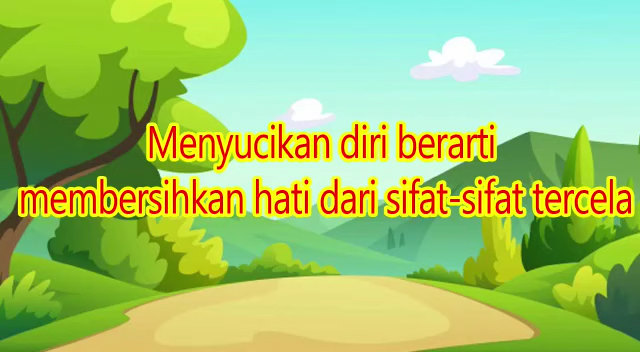 Menyucikan diri berarti
membersihkan hati dari sifat-sifat tercela